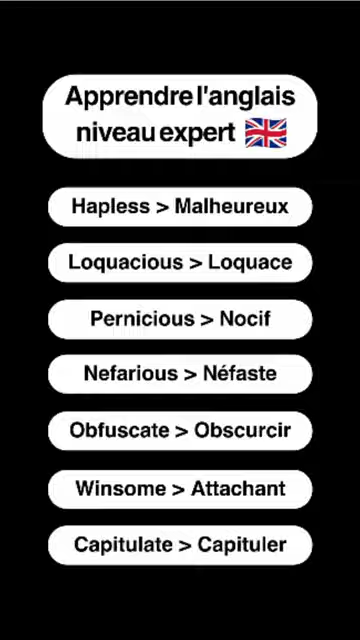 Apprendre l'anglais
niveau expert 🇬🇧
Hapless > Malheureux
Loquacious > Loquace
Pernicious > Nocif
Nefarious > Néfaste
Obfuscate > Obscurcir
Winsome > Attachant
Capitulate > Capituler